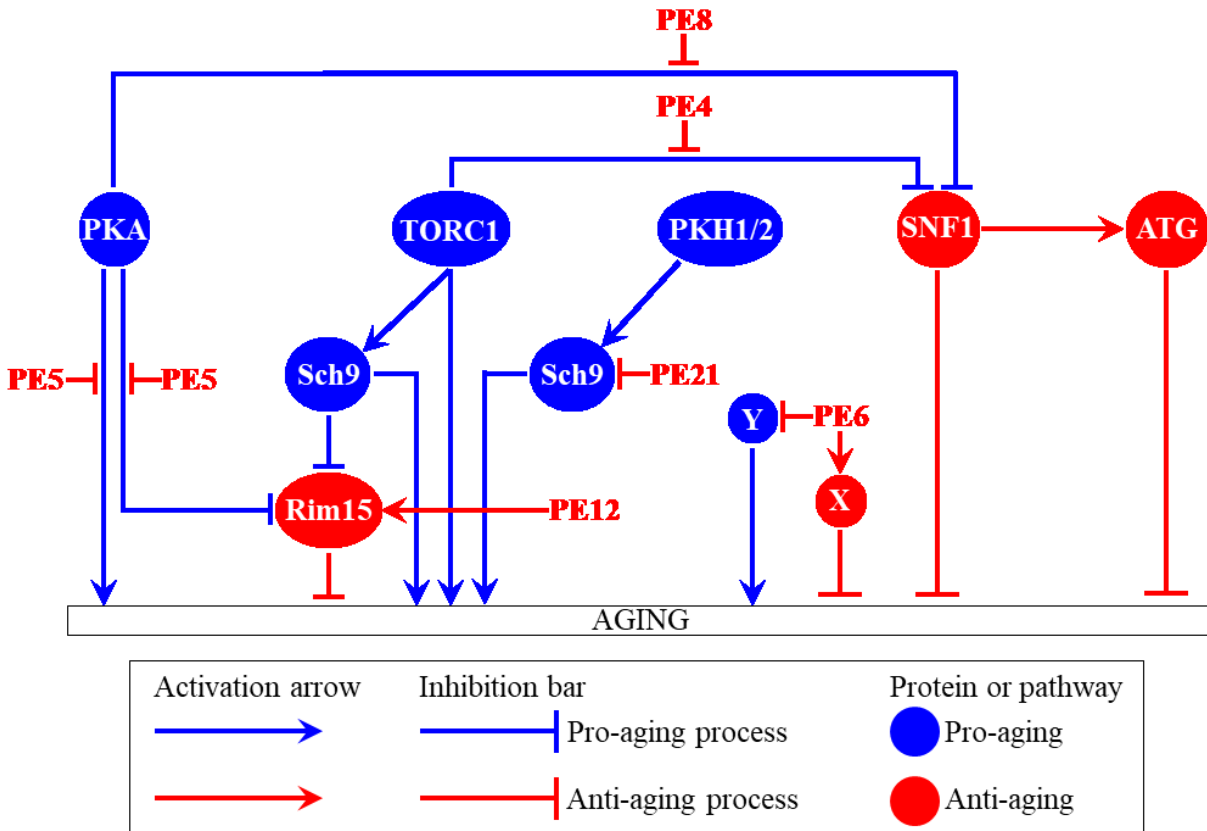 PE8
PE4
PKA
TORC1
PKH1/2
SNF1
ATG
PE5
PE5
Sch9
Sch9
PE21
Y
PE6
Rim15
PE12
X
AGING
Activation arrow
Inhibition bar
Protein or pathway
Pro-aging process
Pro-aging
Anti-aging process
Anti-aging